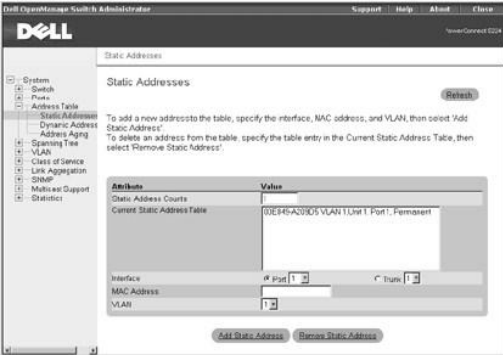 Dell OpenManage Switch Administrator
Support Help About Close
DELL
PowerConnect 5224
Static Addresses
System
Switch
Ports
Address Table
Static Addresses
Dynamic Address
Address Aging
Spanning Tree
VLAN
Class of Service
Link Aggregation
SNMP
Multicast Support
Statistics
Static Addresses
Refresh
To add a new address to the table, specify the interface, MAC address, and VLAN, then select 'Add
Static Address'.
To delete an address from the table, specify the table entry in the Current Static Address Table, then
select 'Remove Static Address'.
Attribute Value
Static Address Counts 1
Current Static Address Table
VLAN 1, Unit 1, Port 1, Permanent
Interface Port 1 Trunk 1
MAC Address
VLAN 1
Add Static Address Remove Static Address